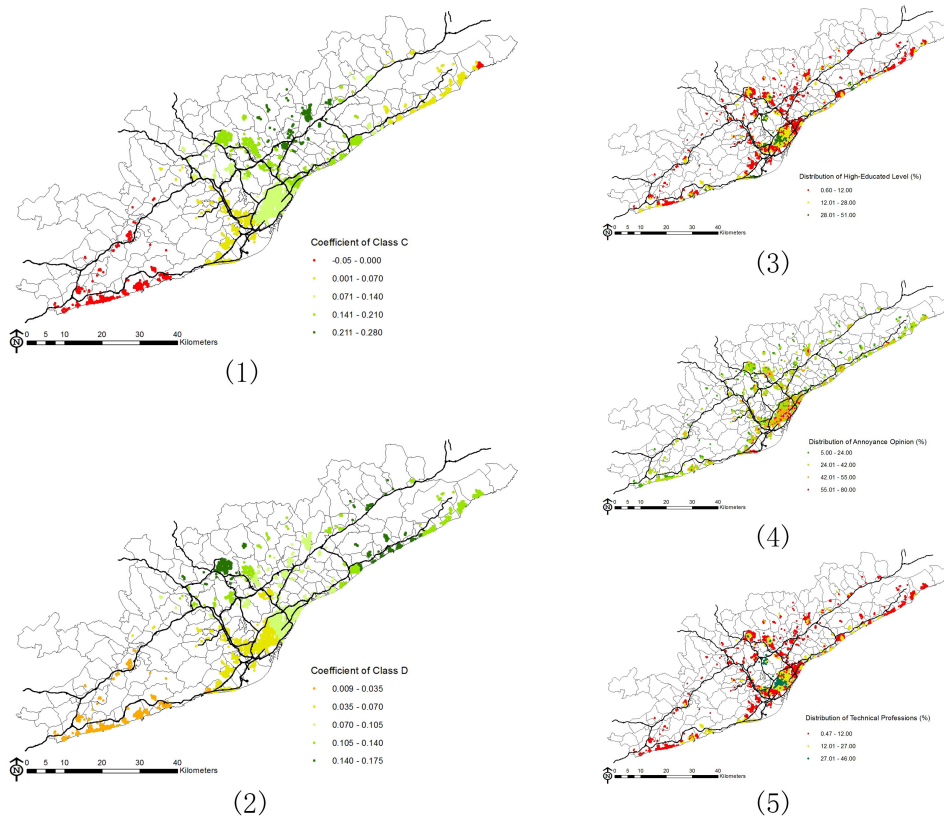 Coefficient of Class C
-0.05 - 0.000
0.001 - 0.070
0.071 - 0.140
0.141 - 0.210
0.211 - 0.280
N
0 5 10 20 30 40
Kilometers
(1)
Coefficient of Class D
0.009 - 0.035
0.035 - 0.070
0.070 - 0.105
0.105 - 0.140
0.140 - 0.175
N
0 5 10 20 30 40
Kilometers
(2)
Distribution of High-Educated Level (%)
0.60 - 12.00
12.01 - 28.00
28.01 - 51.00
N
0 5 10 20 30 40
Kilometers
(3)
Distribution of Annoyance Opinion (%)
5.00 - 24.00
24.01 - 42.00
42.01 - 55.00
55.01 - 80.00
N
0 5 10 20 30 40
Kilometers
(4)
Distribution of Technical Professions (%)
0.47 - 12.00
12.01 - 27.00
27.01 - 46.00
N
0 5 10 20 30 40
Kilometers
(5)